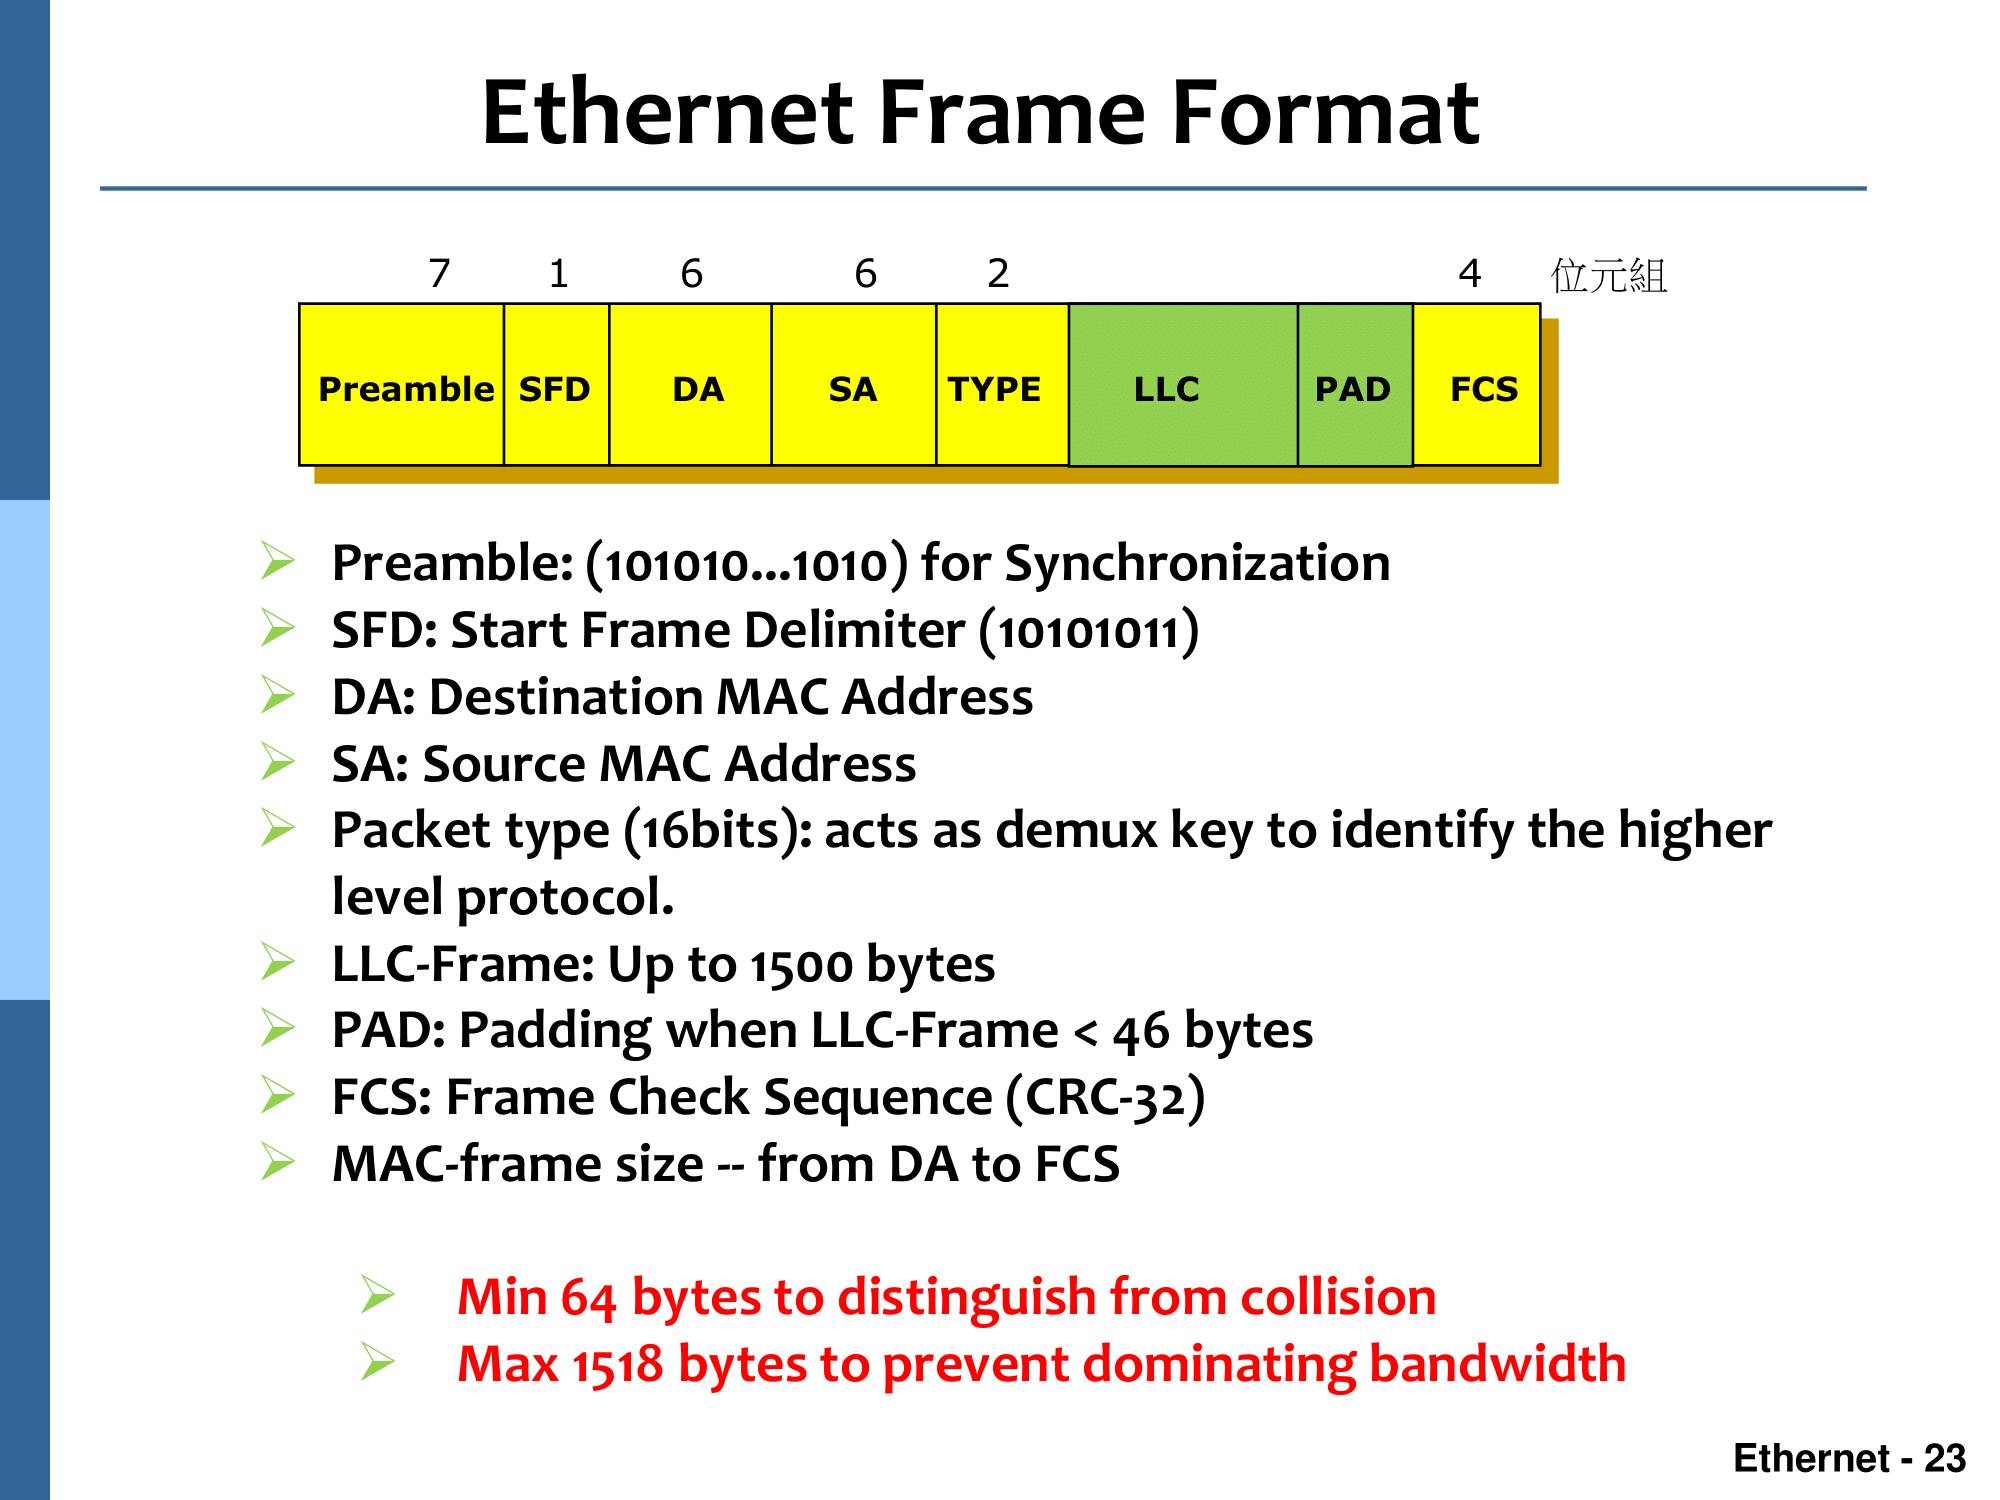 Ethernet Frame Format
7 1 6 6 2 4 位元組
Preamble SFD DA SA TYPE LLC PAD FCS
Preamble: (101010...1010) for Synchronization
SFD: Start Frame Delimiter (10101011)
DA: Destination MAC Address
SA: Source MAC Address
Packet type (16bits): acts as demux key to identify the higher
level protocol.
LLC-Frame: Up to 1500 bytes
PAD: Padding when LLC-Frame < 46 bytes
FCS: Frame Check Sequence (CRC-32)
MAC-frame size -- from DA to FCS
Min 64 bytes to distinguish from collision
Max 1518 bytes to prevent dominating bandwidth
Ethernet - 23